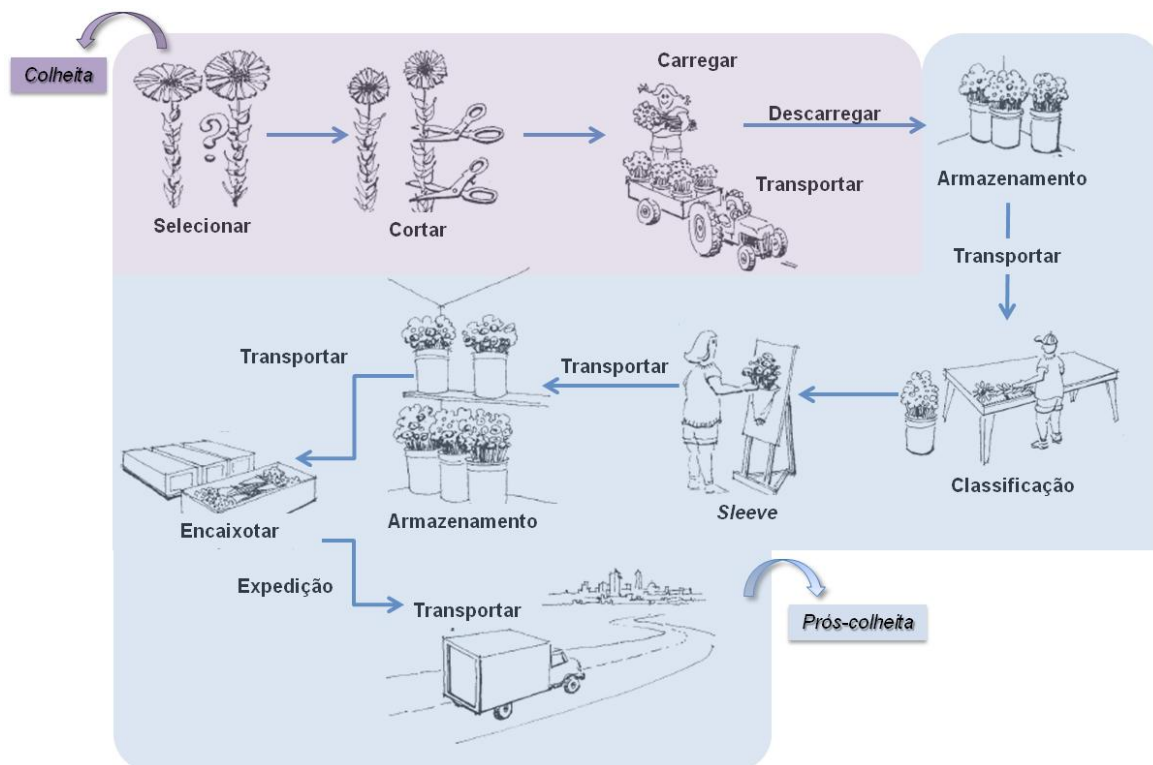 Colheita
Selecionar
Cortar
Carregar
Descarregar
Transportar
Armazenamento
Transportar
Classificação
Sleeve
Transportar
Armazenamento
Transportar
Encaixotar
Expedição
Transportar
Prós-colheita